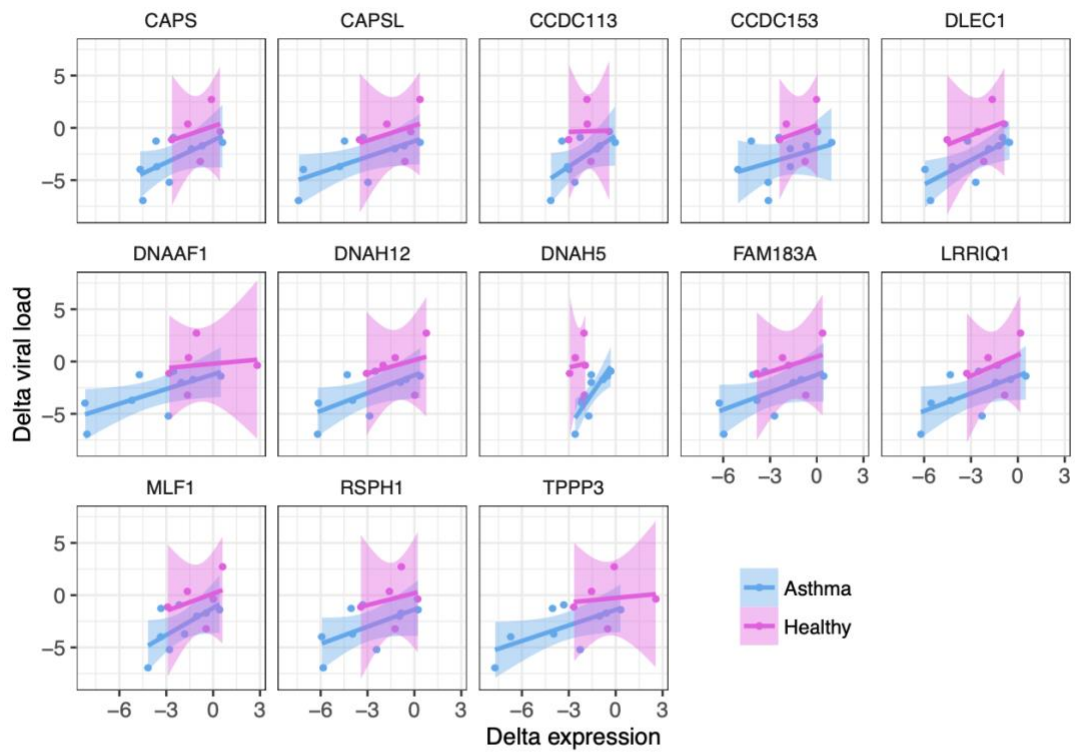 CAPS CAPSL CCDC113 CCDC153 DLEC1
5
0
−5
DNAAF1 DNAH12 DNAH5 FAM183A LRRIQ1
5
0
−5
Delta viral load
−6 −3 0 3 −6 −3 0 3
MLF1 RSPH1 TPPP3
5
0
−5
Asthma
Healthy
−6 −3 0 3 −6 −3 0 3 −6 −3 0 3
Delta expression